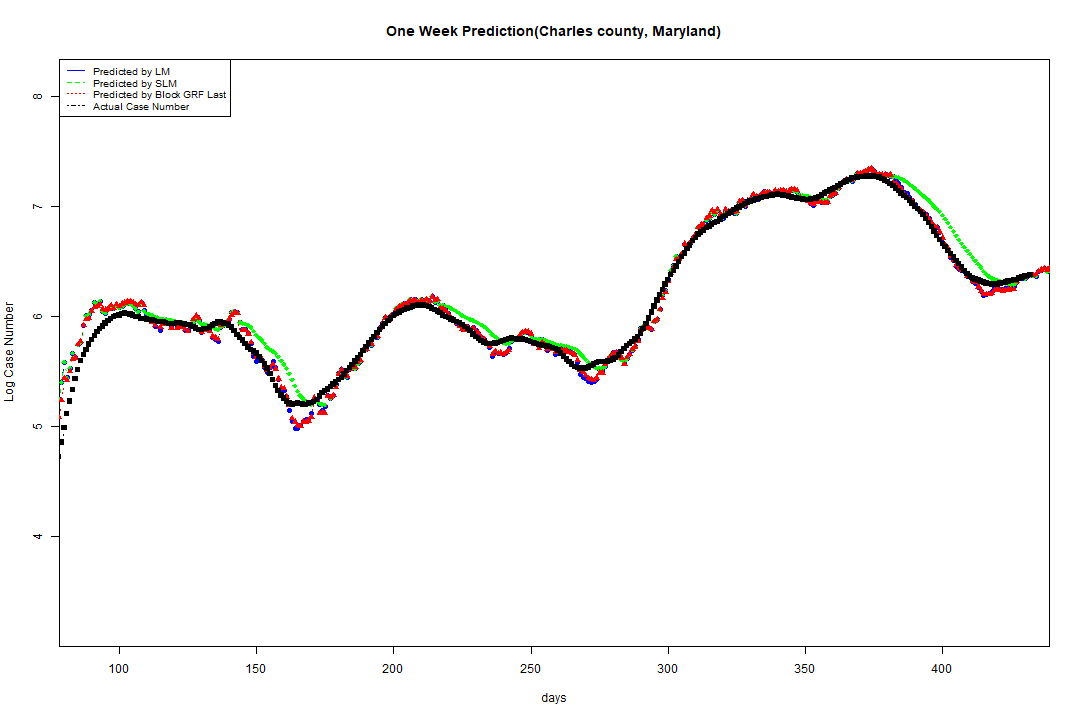 One Week Prediction(Charles county, Maryland)
Predicted by LM
Predicted by SLM
Predicted by Block GRF Last
Actual Case Number
8
7
6
5
4
Log Case Number
100 150 200 250 300 350 400
days